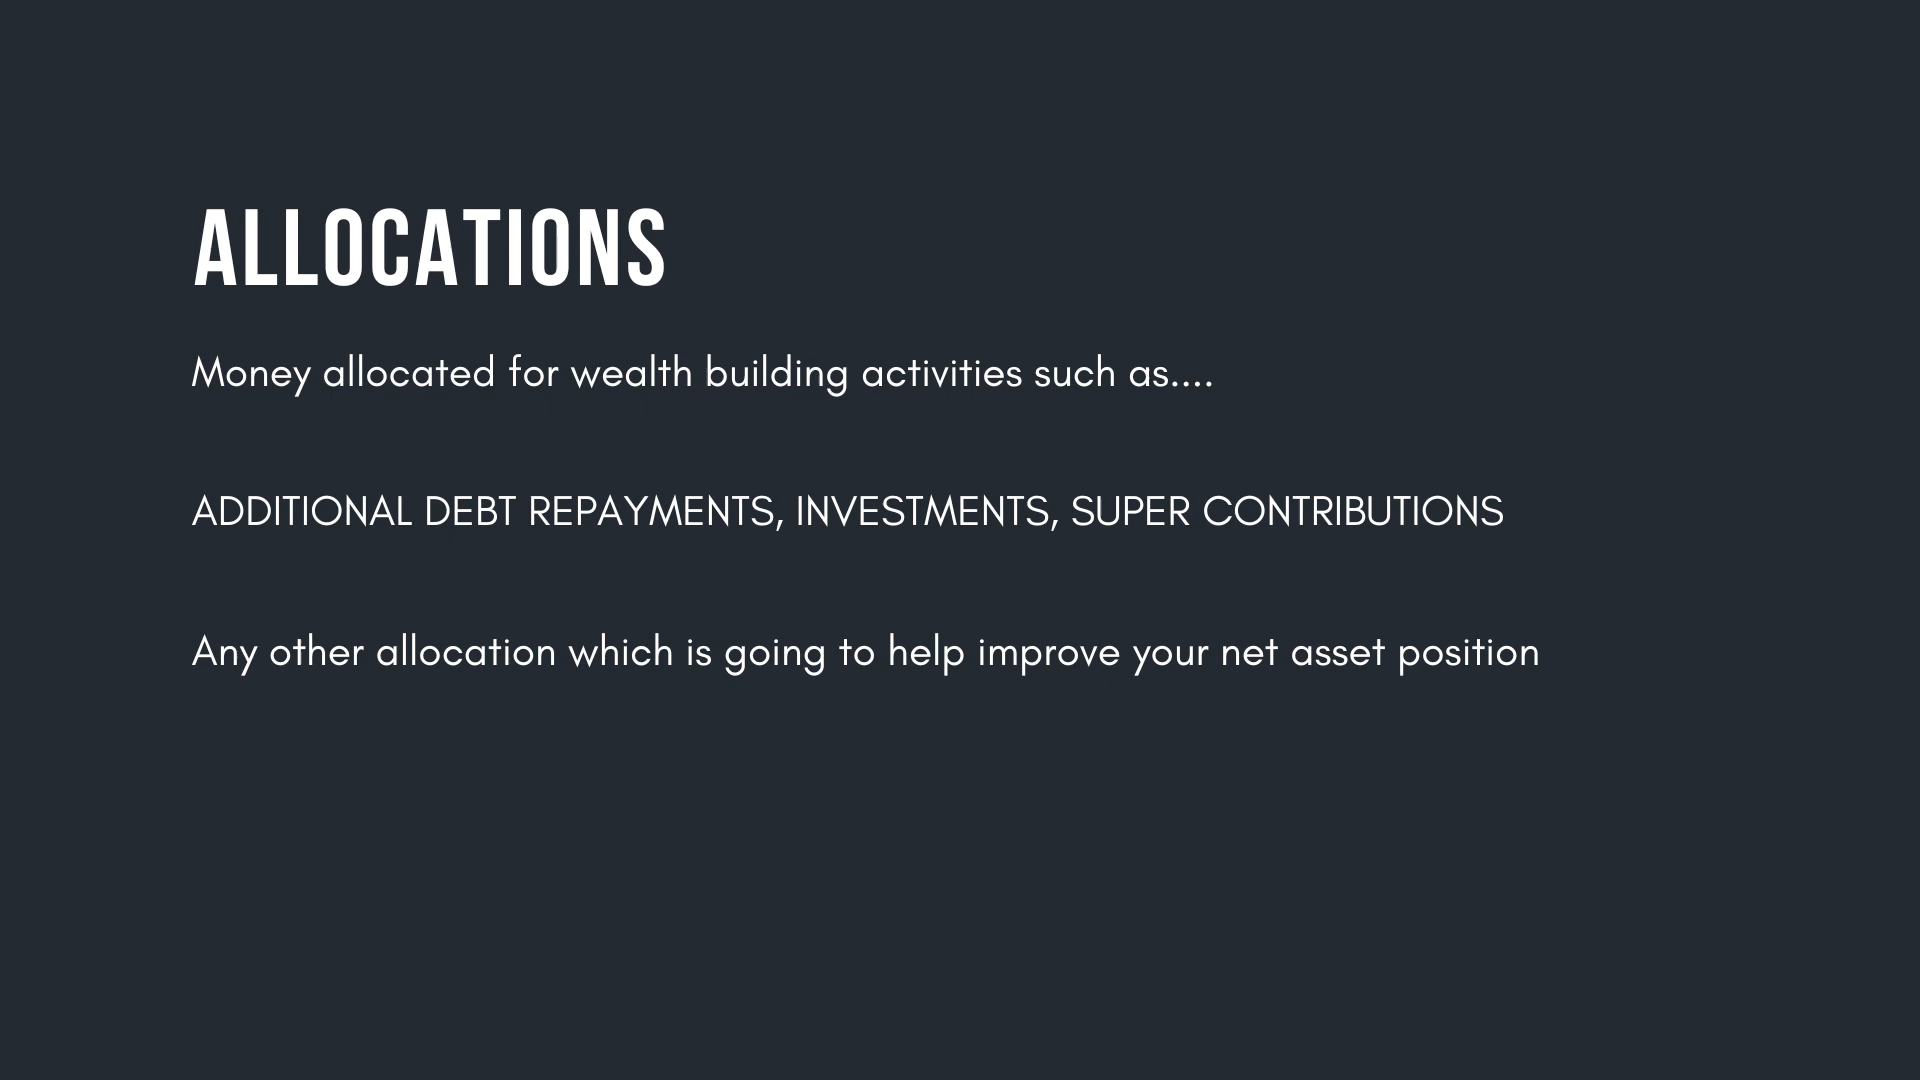 ALLOCATIONS
Money allocated for wealth building activities such as....
ADDITIONAL DEBT REPAYMENTS, INVESTMENTS, SUPER CONTRIBUTIONS
Any other allocation which is going to help improve your net asset position